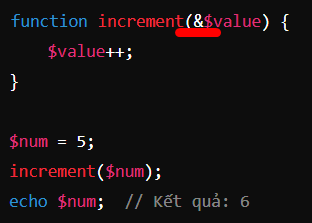 function increment(&$value) {
    $value++;
}

$num = 5;
increment($num);
echo $num;  // Kết quả: 6